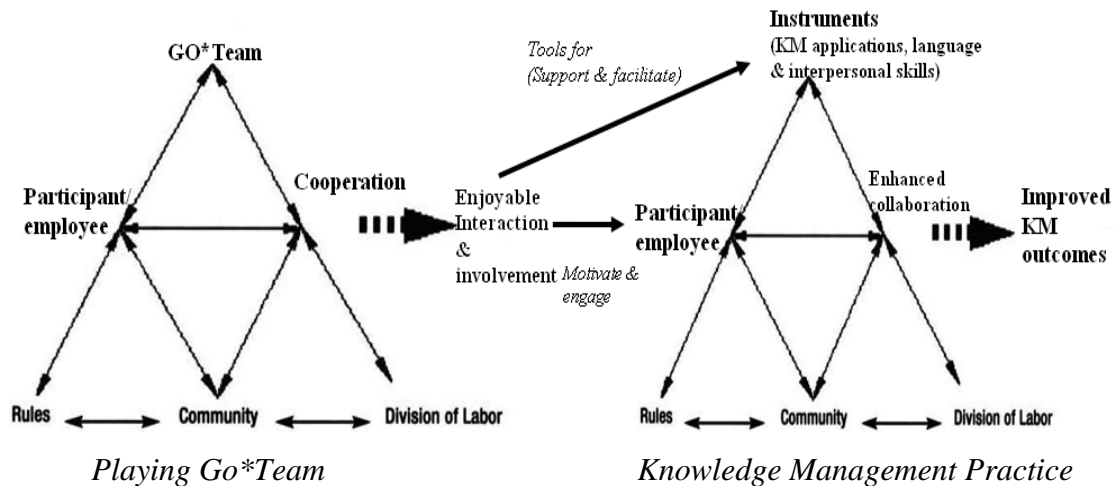 GO*Team
Participant/
employee
Cooperation
Rules
Community
Division of Labor
Playing Go*Team
Enjoyable
Interaction
&
involvement
Tools for
(Support & facilitate)
Motivate &
engage
Instruments
(KM applications, language
& interpersonal skills)
Participant/
employee
Enhanced
collaboration
Improved
KM
outcomes
Rules
Community
Division of Labor
Knowledge Management Practice